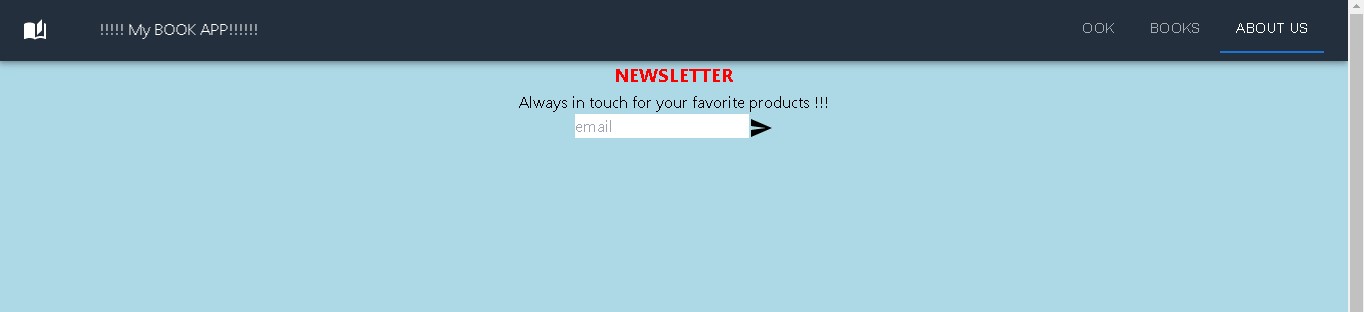 !!!!! My BOOK APP!!!!!!
OOK
BOOKS
ABOUT US
NEWSLETTER
Always in touch for your favorite products !!!
email